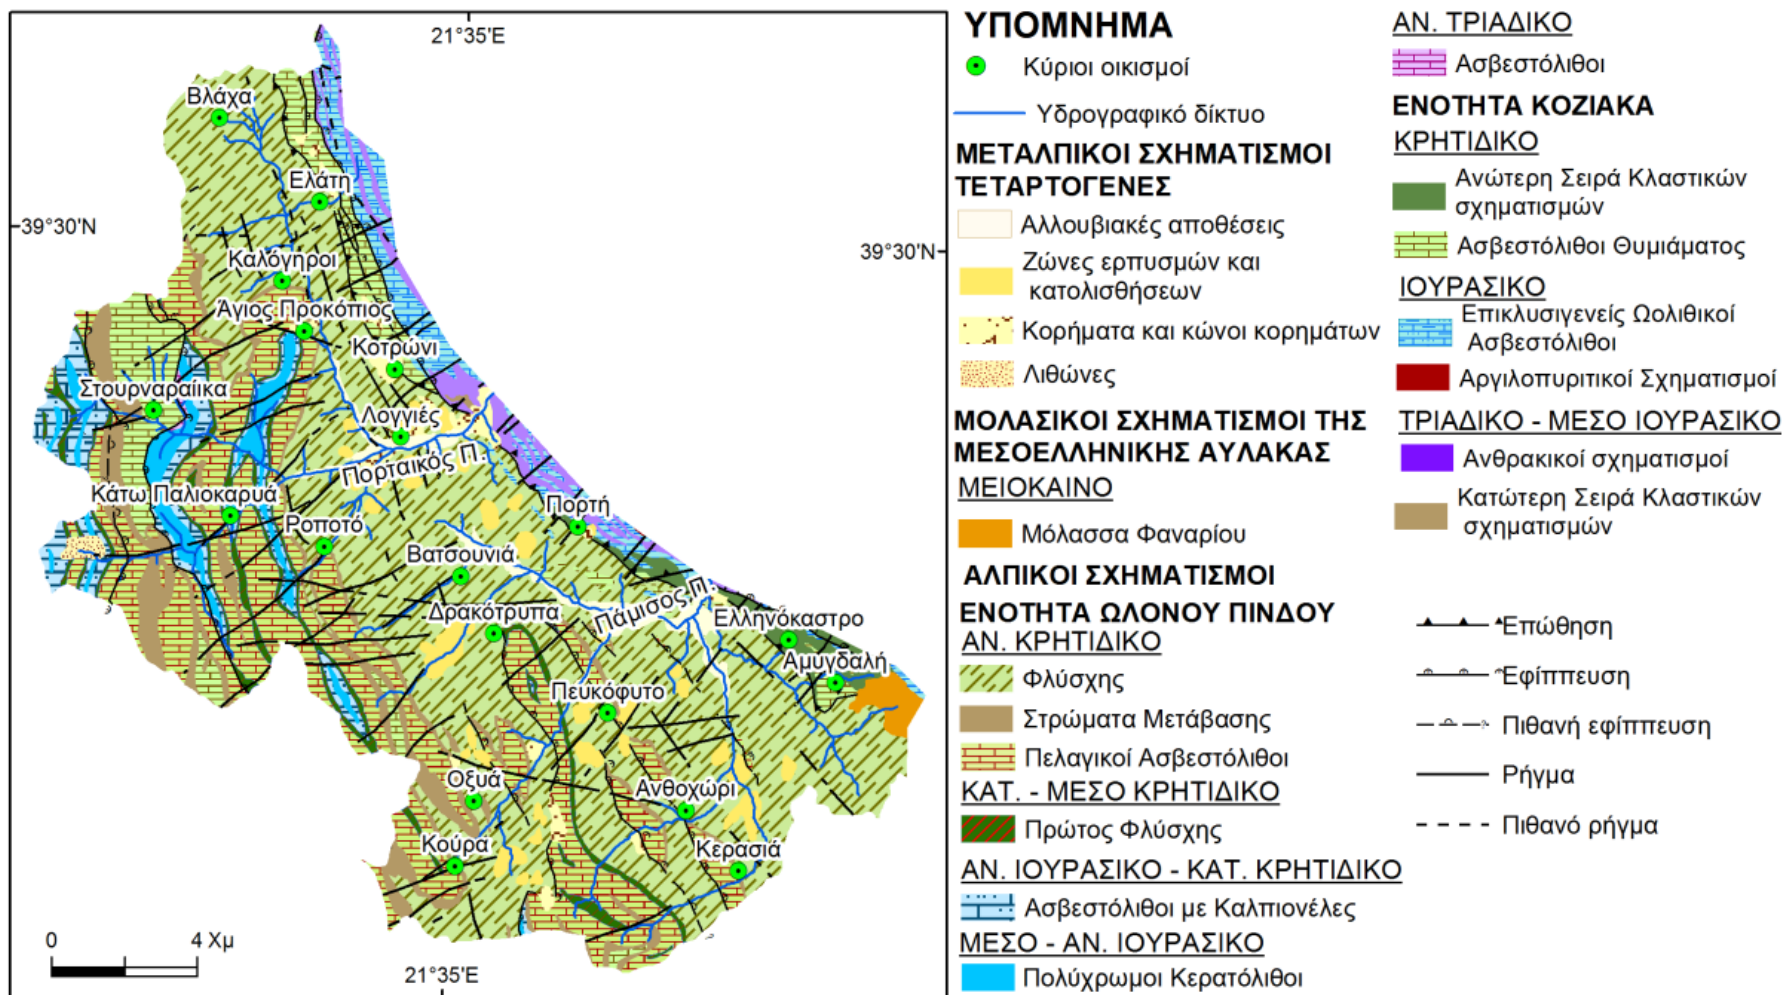 21°35'E
Βλάχα
Ελάτη
39°30'N
39°30'N
Καλόγηροι
Άγιος Προκόπιος
Κοτρώνι
Στουρναραίικα
Λογγιές
Πορταικός Π.
Κάτω Παλιοκαρυά
Ροποτό
Πορτή
Βατσουνιά
Δρακότρυπα
Πάμισος Π.
Ελληνόκαστρο
Αμυγδαλή
Πευκόφυτο
Οξυά
Ανθοχώρι
Κούρα
Κερασιά
0 4 Χμ
21°35'E
ΥΠΟΜΝΗΜΑ
Κύριοι οικισμοί
Υδρογραφικό δίκτυο
ΜΕΤΑΛΠΙΚΟΙ ΣΧΗΜΑΤΙΣΜΟΙ
ΤΕΤΑΡΤΟΓΕΝΕΣ
Αλλουβιακές αποθέσεις
Ζώνες ερπυσμών και
κατολισθήσεων
Κορήματα και κώνοι κορημάτων
Λιθώνες
ΜΟΛΑΣΙΚΟΙ ΣΧΗΜΑΤΙΣΜΟΙ ΤΗΣ
ΜΕΣΟΕΛΛΗΝΙΚΗΣ ΑΥΛΑΚΑΣ
ΜΕΙΟΚΑΙΝΟ
Μόλασσα Φαναρίου
ΑΛΠΙΚΟΙ ΣΧΗΜΑΤΙΣΜΟΙ
ΕΝΟΤΗΤΑ ΩΛΟΝΟΥ ΠΙΝΔΟΥ
ΑΝ. ΚΡΗΤΙΔΙΚΟ
Φλύσχης
Στρώματα Μετάβασης
Πελαγικοί Ασβεστόλιθοι
ΚΑΤ. - ΜΕΣΟ ΚΡΗΤΙΔΙΚΟ
Πρώτος Φλύσχης
ΑΝ. ΙΟΥΡΑΣΙΚΟ - ΚΑΤ. ΚΡΗΤΙΔΙΚΟ
Ασβεστόλιθοι με Καλπιονέλες
ΜΕΣΟ - ΑΝ. ΙΟΥΡΑΣΙΚΟ
Πολύχρωμοι Κερατόλιθοι
ΑΝ. ΤΡΙΑΔΙΚΟ
Ασβεστόλιθοι
ΕΝΟΤΗΤΑ ΚΟΖΙΑΚΑ
ΚΡΗΤΙΔΙΚΟ
Ανώτερη Σειρά Κλαστικών
σχηματισμών
Ασβεστόλιθοι Θυμιάματος
ΙΟΥΡΑΣΙΚΟ
Επικλυσιγενείς Ωολιθικοί
Ασβεστόλιθοι
Αργιλοπυριτικοί Σχηματισμοί
ΤΡΙΑΔΙΚΟ - ΜΕΣΟ ΙΟΥΡΑΣΙΚΟ
Ανθρακικοί σχηματισμοί
Κατώτερη Σειρά Κλαστικών
σχηματισμών
Επώθηση
Εφίππευση
Πιθανή εφίππευση
Ρήγμα
Πιθανό ρήγμα